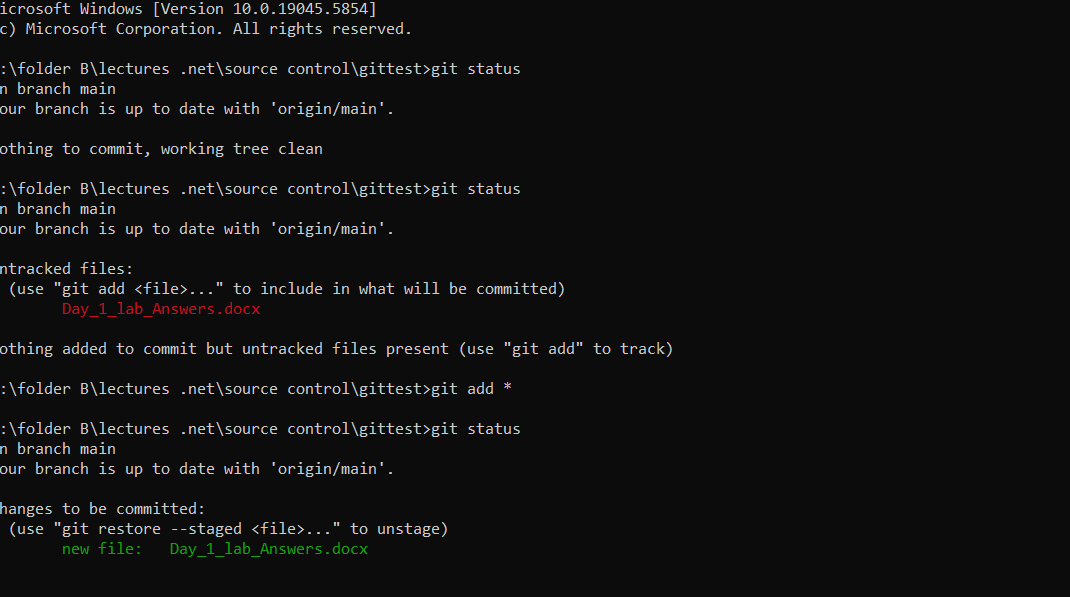 icrosoft Windows [Version 10.0.19045.5854]
c) Microsoft Corporation. All rights reserved.
:\folder B\lectures .net\source control\gittest>git status
n branch main
our branch is up to date with 'origin/main'.
othing to commit, working tree clean
:\folder B\lectures .net\source control\gittest>git status
n branch main
our branch is up to date with 'origin/main'.
ntracked files:
(use "git add <file>..." to include in what will be committed)
Day_1_lab_Answers.docx
othing added to commit but untracked files present (use "git add" to track)
:\folder B\lectures .net\source control\gittest>git add *
:\folder B\lectures .net\source control\gittest>git status
n branch main
our branch is up to date with 'origin/main'.
hanges to be committed:
(use "git restore --staged <file>..." to unstage)
new file:   Day_1_lab_Answers.docx